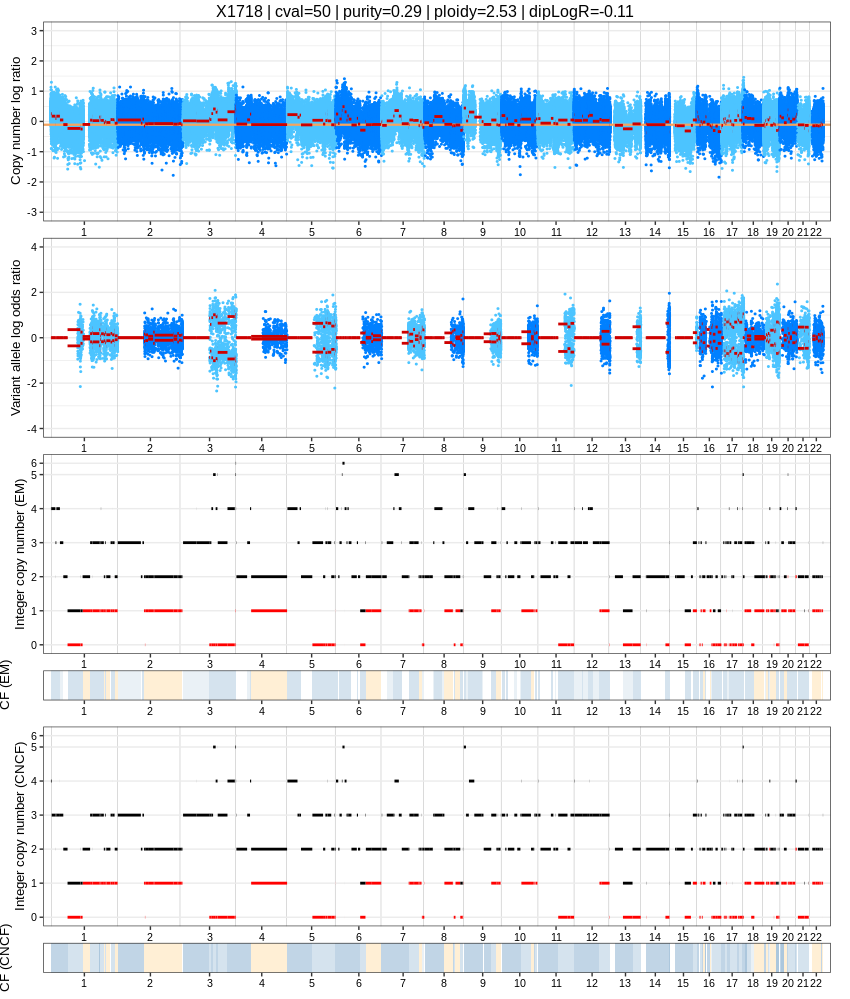 X1718 | cval=50 | purity=0.29 | ploidy=2.53 | dipLogR=-0.11
Copy number log ratio
3
2
1
0
-1
-2
-3
1 2 3 4 5 6 7 8 9 10 11 12 13 14 15 16 17 18 19 20 21 22
Variant allele log odds ratio
4
2
0
-2
-4
1 2 3 4 5 6 7 8 9 10 11 12 13 14 15 16 17 18 19 20 21 22
Integer copy number (EM)
6
5
4
3
2
1
0
1 2 3 4 5 6 7 8 9 10 11 12 13 14 15 16 17 18 19 20 21 22
CF (EM)
1 2 3 4 5 6 7 8 9 10 11 12 13 14 15 16 17 18 19 20 21 22
Integer copy number (CNCF)
6
5
4
3
2
1
0
1 2 3 4 5 6 7 8 9 10 11 12 13 14 15 16 17 18 19 20 21 22
CF (CNCF)
1 2 3 4 5 6 7 8 9 10 11 12 13 14 15 16 17 18 19 20 21 22